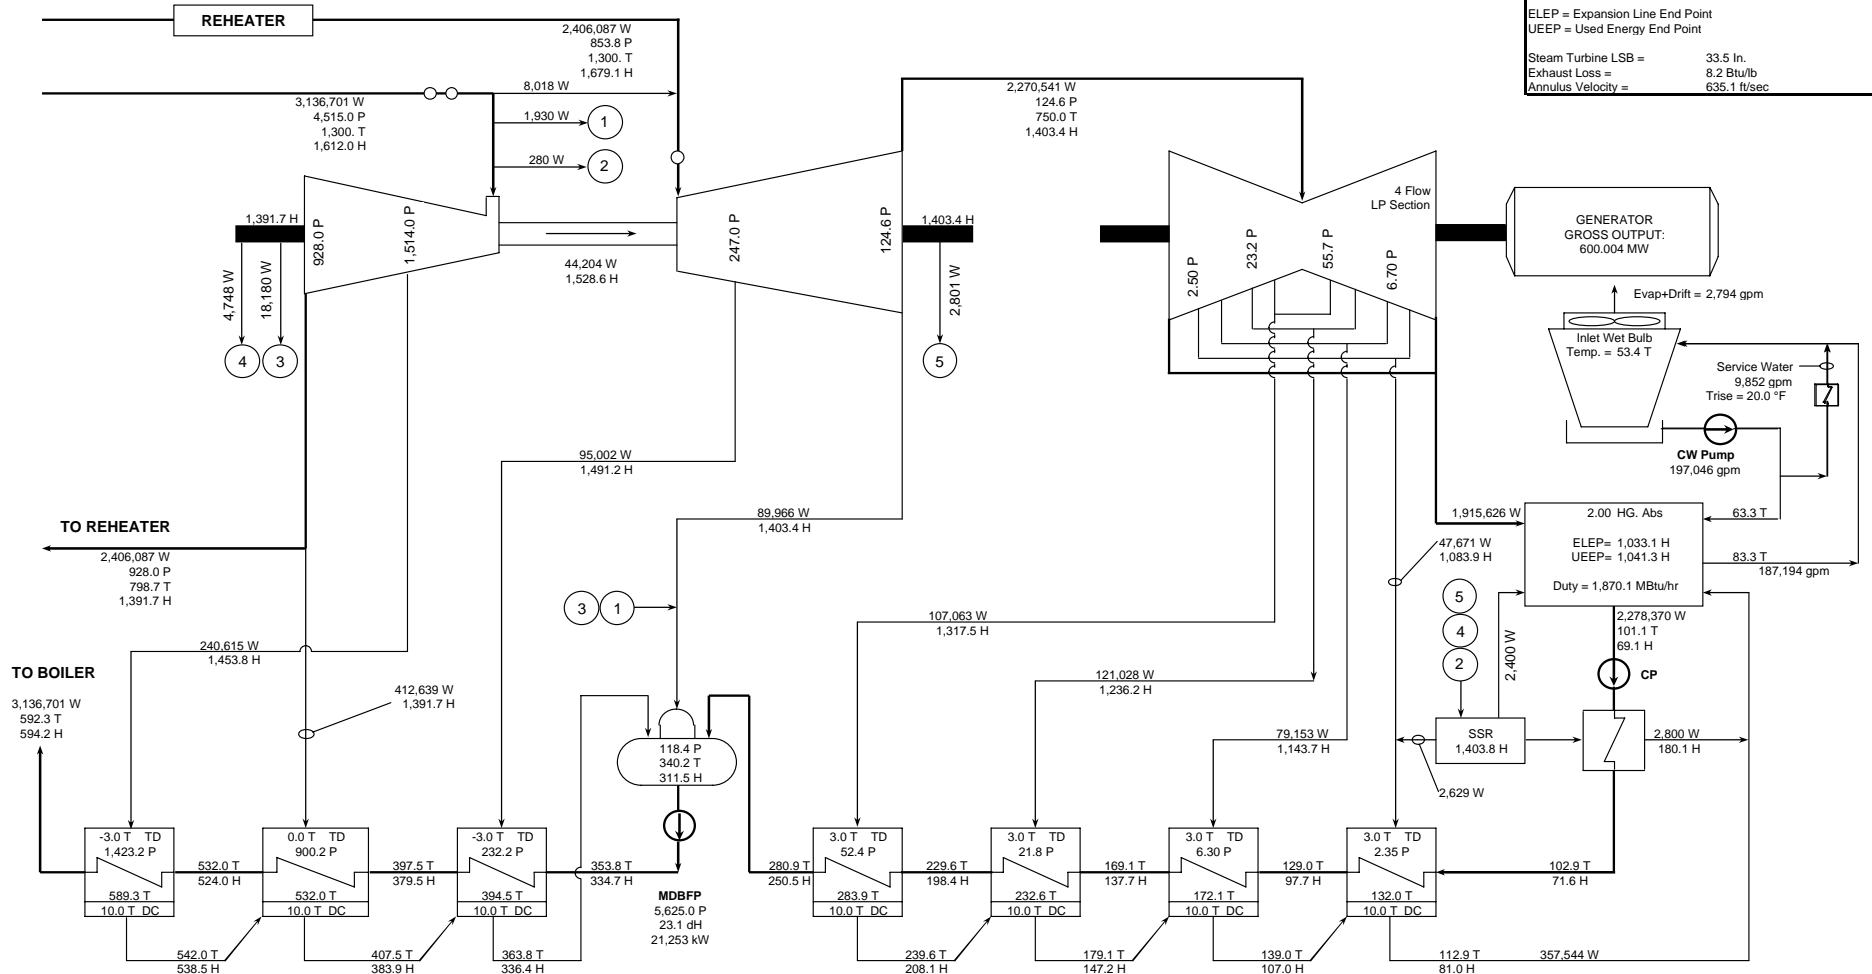 REHEATER
2,406,087 W
853.8 P
1,300. T
1,679.1 H
ELEP = Expansion Line End Point
UEEP = Used Energy End Point
Steam Turbine LSB = 33.5 In.
Exhaust Loss = 8.2 Btu/lb
Annulus Velocity = 635.1 ft/sec
8,018 W
3,136,701 W
4,515.0 P
1,300. T
1,612.0 H
1,930 W
1
280 W
2
2,270,541 W
124.6 P
750.0 T
1,403.4 H
1,391.7 H
928.0 P
1,514.0 P
44,204 W
1,528.6 H
247.0 P
124.6 P
1,403.4 H
4 Flow
LP Section
2.50 P
23.2 P
55.7 P
6.70 P
GENERATOR
GROSS OUTPUT:
600.004 MW
4,748 W
18,180 W
4
3
2,801 W
5
Evap+Drift = 2,794 gpm
Inlet Wet Bulb
Temp. = 53.4 T
Service Water
9,852 gpm
Trise = 20.0 °F
CW Pump
197,046 gpm
95,002 W
1,491.2 H
89,966 W
1,403.4 H
TO REHEATER
2,406,087 W
928.0 P
798.7 T
1,391.7 H
1,915,626 W
2.00 HG. Abs
ELEP= 1,033.1 H
UEEP= 1,041.3 H
Duty = 1,870.1 MBtu/hr
63.3 T
83.3 T
187,194 gpm
47,671 W
1,083.9 H
3
1
5
4
2
2,400 W
2,278,370 W
101.1 T
69.1 H
CP
107,063 W
1,317.5 H
240,615 W
1,453.8 H
TO BOILER
3,136,701 W
592.3 T
594.2 H
412,639 W
1,391.7 H
121,028 W
1,236.2 H
118.4 P
340.2 T
311.5 H
79,153 W
1,143.7 H
SSR
1,403.8 H
2,800 W
180.1 H
2,629 W
-3.0 T TD
1,423.2 P
589.3 T
10.0 T DC
532.0 T
524.0 H
0.0 T TD
900.2 P
532.0 T
10.0 T DC
397.5 T
379.5 H
-3.0 T TD
232.2 P
394.5 T
10.0 T DC
353.8 T
334.7 H
MDBFP
5,625.0 P
23.1 dH
21,253 kW
280.9 T
250.5 H
3.0 T TD
52.4 P
283.9 T
10.0 T DC
229.6 T
198.4 H
3.0 T TD
21.8 P
232.6 T
10.0 T DC
169.1 T
137.7 H
3.0 T TD
6.30 P
172.1 T
10.0 T DC
129.0 T
97.7 H
3.0 T TD
2.35 P
132.0 T
10.0 T DC
102.9 T
71.6 H
542.0 T
538.5 H
407.5 T
383.9 H
363.8 T
336.4 H
239.6 T
208.1 H
179.1 T
147.2 H
139.0 T
107.0 H
112.9 T
81.0 H
357,544 W